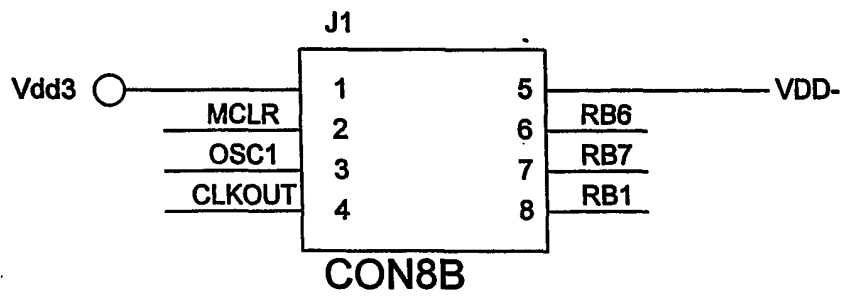 J1
Vdd3 1 5 VDD-
MCLR 2 6 RB6
OSC1 3 7 RB7
CLKOUT 4 8 RB1
CON8B